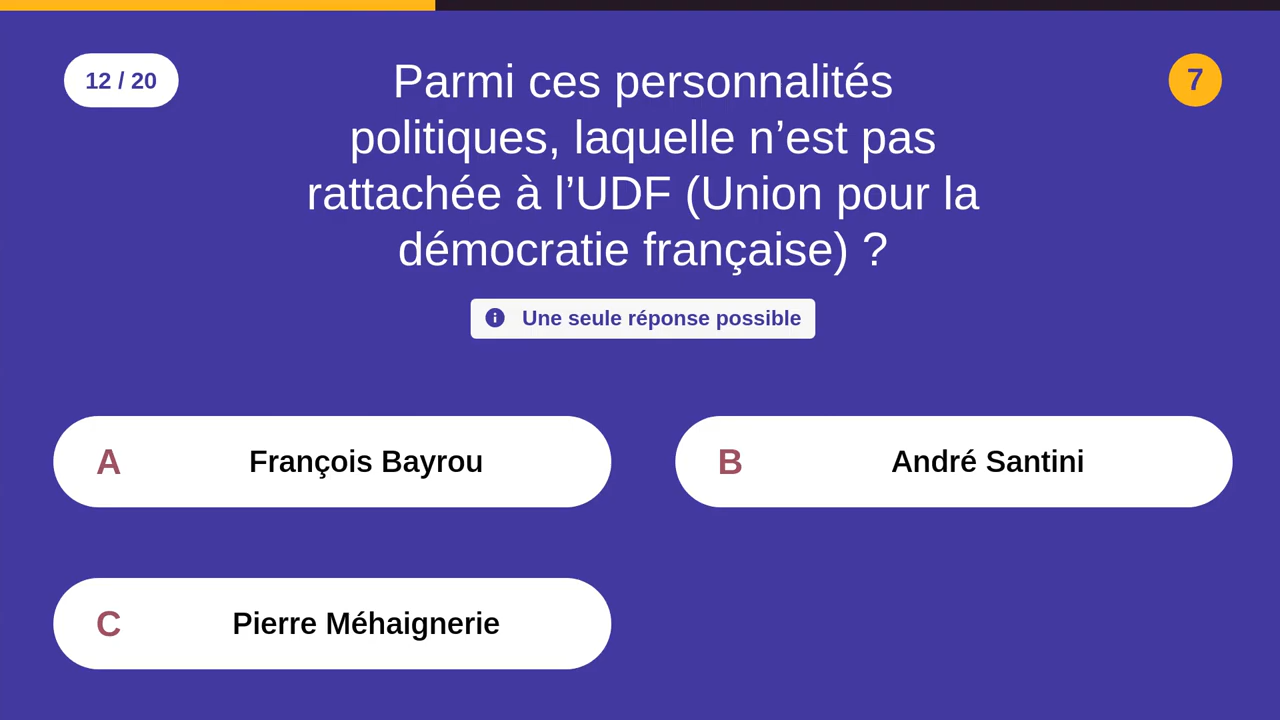 12 / 20
Parmi ces personnalités
politiques, laquelle n’est pas
rattachée à l’UDF (Union pour la
démocratie française) ?
7
Une seule réponse possible
A François Bayrou
B André Santini
C Pierre Méhaignerie